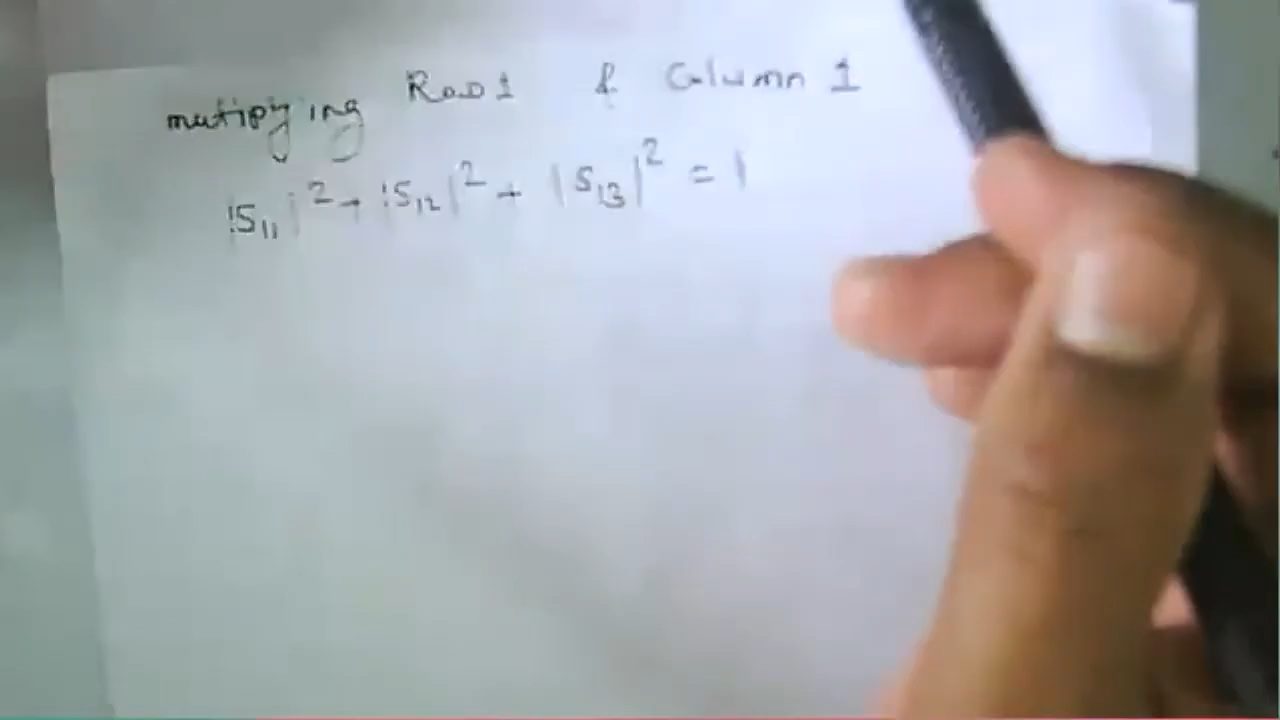 mutipying Row 1 & Column 1
|S₁₁|² + |S₁₂|² + |S₁₃|² = 1